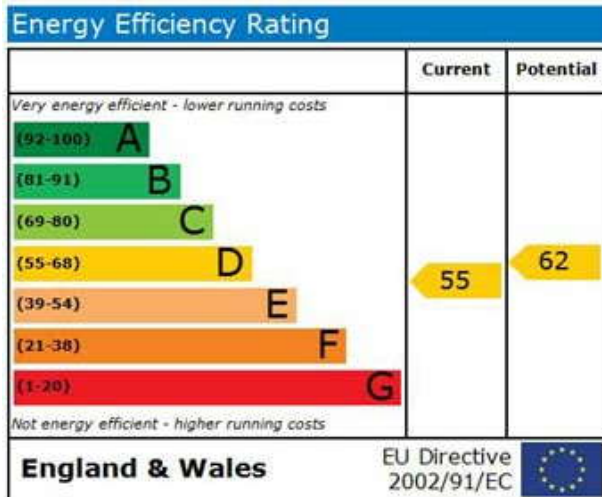 Energy Efficiency Rating
Current Potential
Very energy efficient - lower running costs
(92-100) A
(81-91) B
(69-80) C
(55-68) D
55
62
(39-54) E
(21-38) F
(1-20) G
Not energy efficient - higher running costs
England & Wales
EU Directive
2002/91/EC